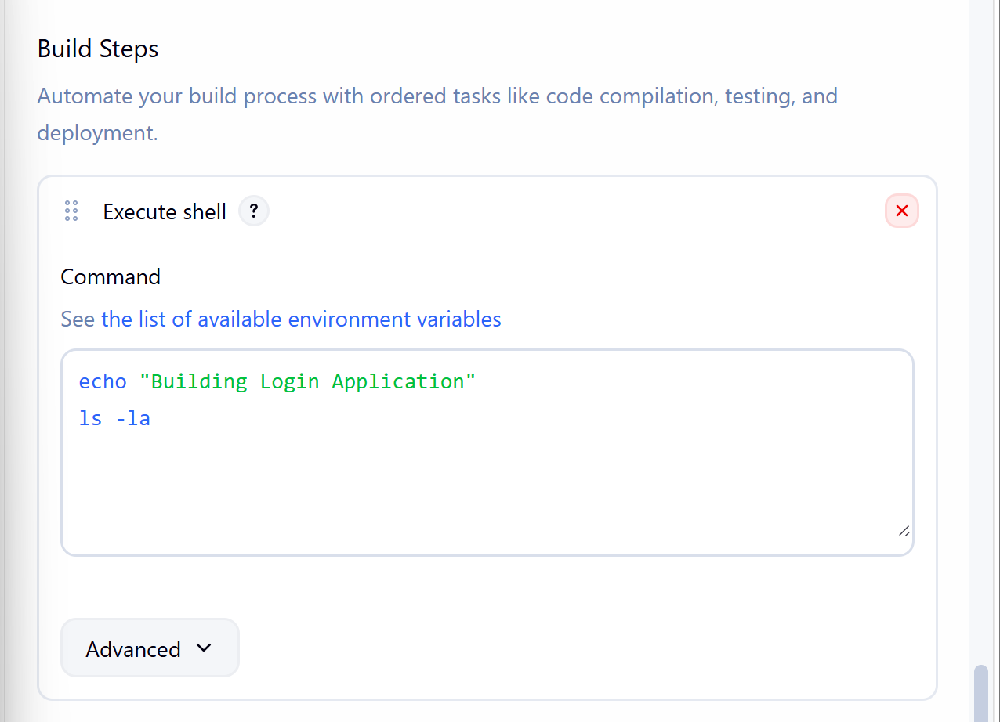 Build Steps
Automate your build process with ordered tasks like code compilation, testing, and
deployment.
Execute shell ?
Command
See the list of available environment variables
echo "Building Login Application"
ls -la
Advanced